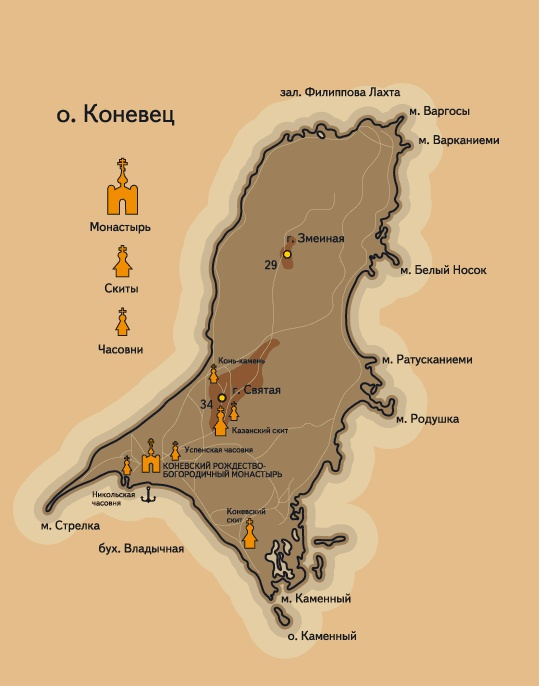 зал. Филиппова Лахта
о. Коневец
м. Варгосы
м. Варканиеми
Монастырь
г. Змеиная
29
м. Белый Носок
Скиты
Часовни
Конь-камень
м. Ратусканиеми
г. Святая
34
м. Родушка
Казанский скит
Успенская часовня
КОНЕВСКИЙ РОЖДЕСТВО-
БОГОРОДИЧНЫЙ МОНАСТЫРЬ
Никольская
часовня
Коневский
скит
м. Стрелка
бух. Владычная
м. Каменный
о. Каменный